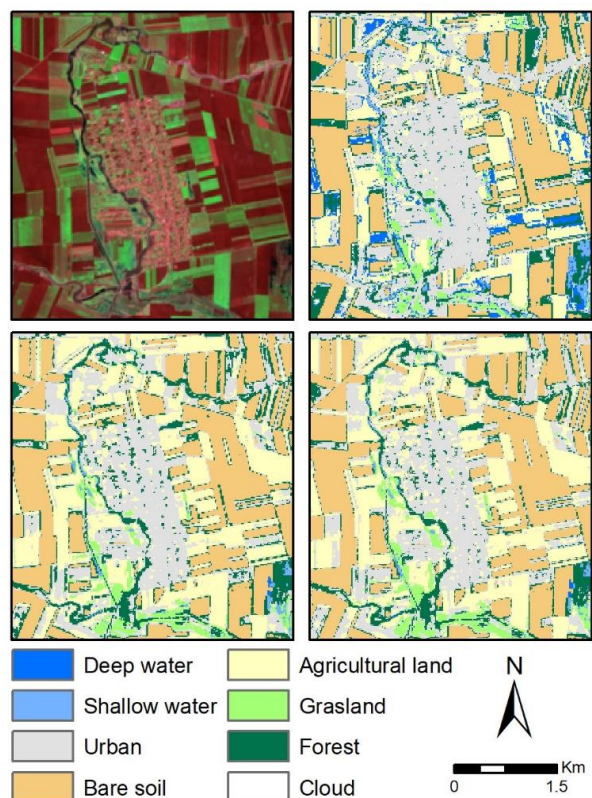 Deep water
Agricultural land
N
Shallow water
Grasland
Urban
Forest
Bare soil
Cloud
Km
0
1.5